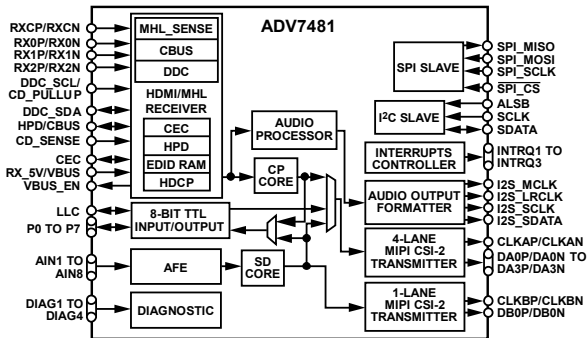 ADV7481
RXCP/RXCN
RX0P/RX0N
RX1P/RX1N
RX2P/RX2N
DDC_SCL/
CD_PULLUP
DDC_SDA
HPD/CBUS
CD_SENSE
CEC
RX_5V/VBUS
VBUS_EN
LLC
P0 TO P7
AIN1 TO
AIN8
DIAG1 TO
DIAG4
MHL_SENSE
CBUS
DDC
HDMI/MHL
RECEIVER
CEC
HPD
EDID RAM
HDCP
8-BIT TTL
INPUT/OUTPUT
AFE
DIAGNOSTIC
AUDIO
PROCESSOR
CP
CORE
SD
CORE
SPI SLAVE
I2C SLAVE
INTERRUPTS
CONTROLLER
AUDIO OUTPUT
FORMATTER
4-LANE
MIPI CSI-2
TRANSMITTER
1-LANE
MIPI CSI-2
TRANSMITTER
SPI_MISO
SPI_MOSI
SPI_SCLK
SPI_CS
ALSB
SCLK
SDATA
INTRQ1 TO
INTRQ3
I2S_MCLK
I2S_LRCLK
I2S_SCLK
I2S_SDATA
CLKAP/CLKAN
DA0P/DA0N TO
DA3P/DA3N
CLKBP/CLKBN
DB0P/DB0N